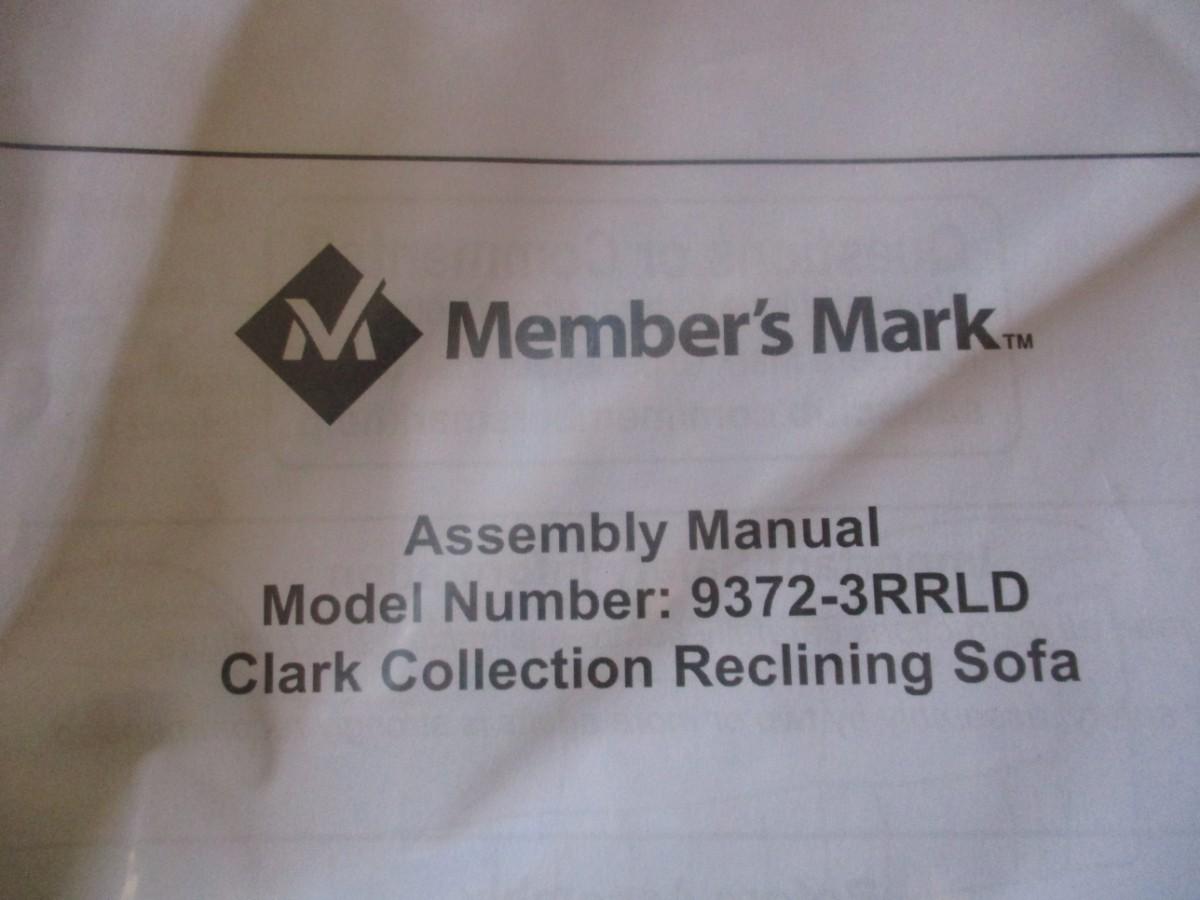 Member's Mark™
Assembly Manual
Model Number: 9372-3RRLD
Clark Collection Reclining Sofa